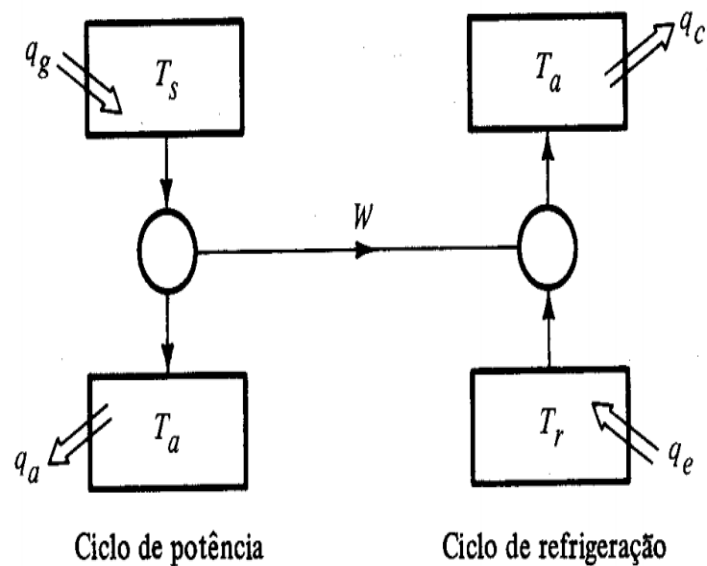 q_g
T_s
T_a
q_c
W
T_a
T_r
q_a
q_e
Ciclo de potência
Ciclo de refrigeração